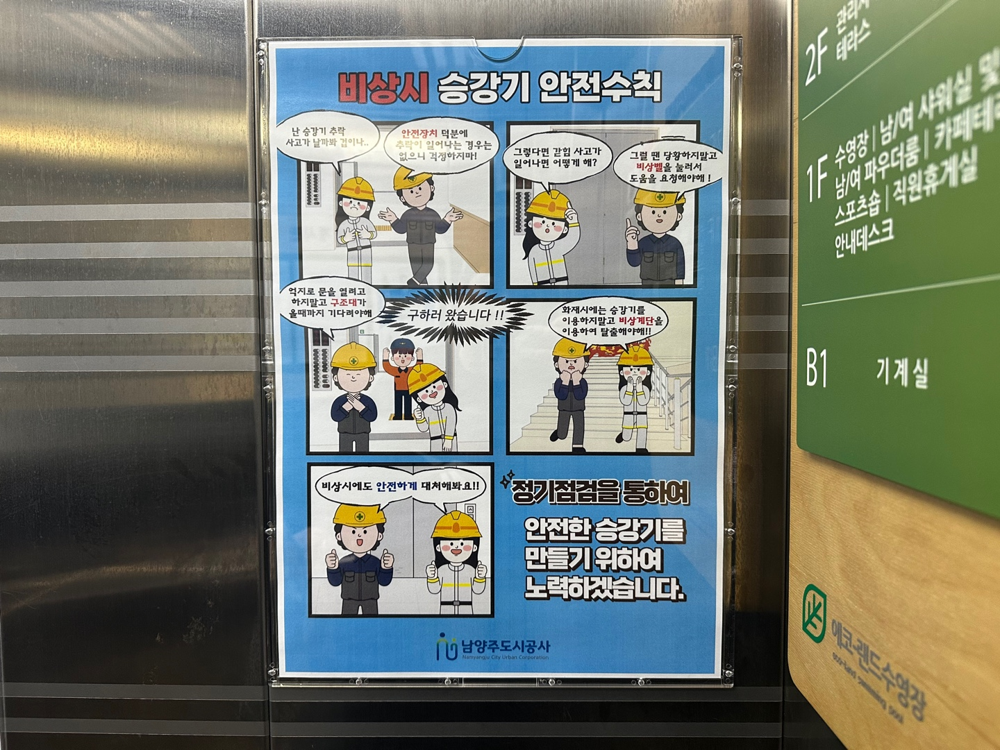 비상시 승강기 안전수칙
난 승강기 추락
사고가 날까봐 겁이나..
안전장치 덕분에
추락이 일어나는 경우는
없으니 걱정하지마!
그렇다면 갇힘 사고가
일어나면 어떻게 해?
그럴 땐 당황하지말고
비상벨을 눌러서
도움을 요청해야해 !
억지로 문을 열려고
하지말고 구조대가
올때까지 기다려야해
구하러 왔습니다 !!
화재시에는 승강기를
이용하지말고 비상계단을
이용하여 탈출해야해!!
비상시에도 안전하게 대처해봐요!!
정기점검을 통하여
안전한 승강기를
만들기 위하여
노력하겠습니다.
남양주도시공사
Namyangju City Urban Corporation
2F
테라스
1F
수영장 | 남/여 샤워실 및
남/여 파우더룸 | 카페테
스포츠숍 | 직원휴게실
안내데스크
B1 기계실
에코-랜드수영장
eco-land swimming pool